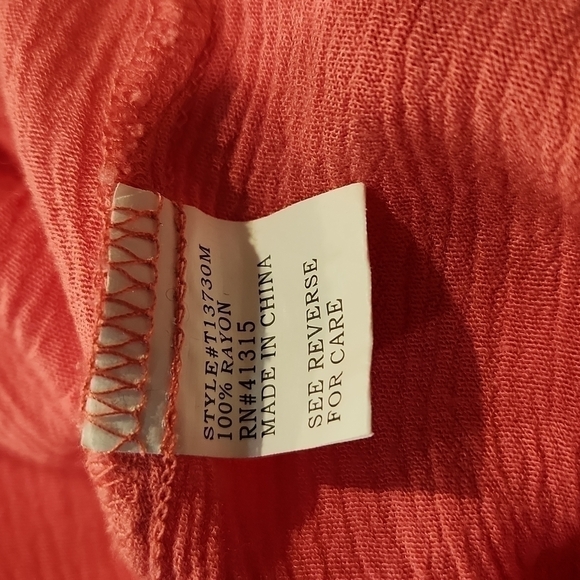 STYLE#T13730M
100% RAYON
RN#41315
MADE IN CHINA
SEE REVERSE
FOR CARE